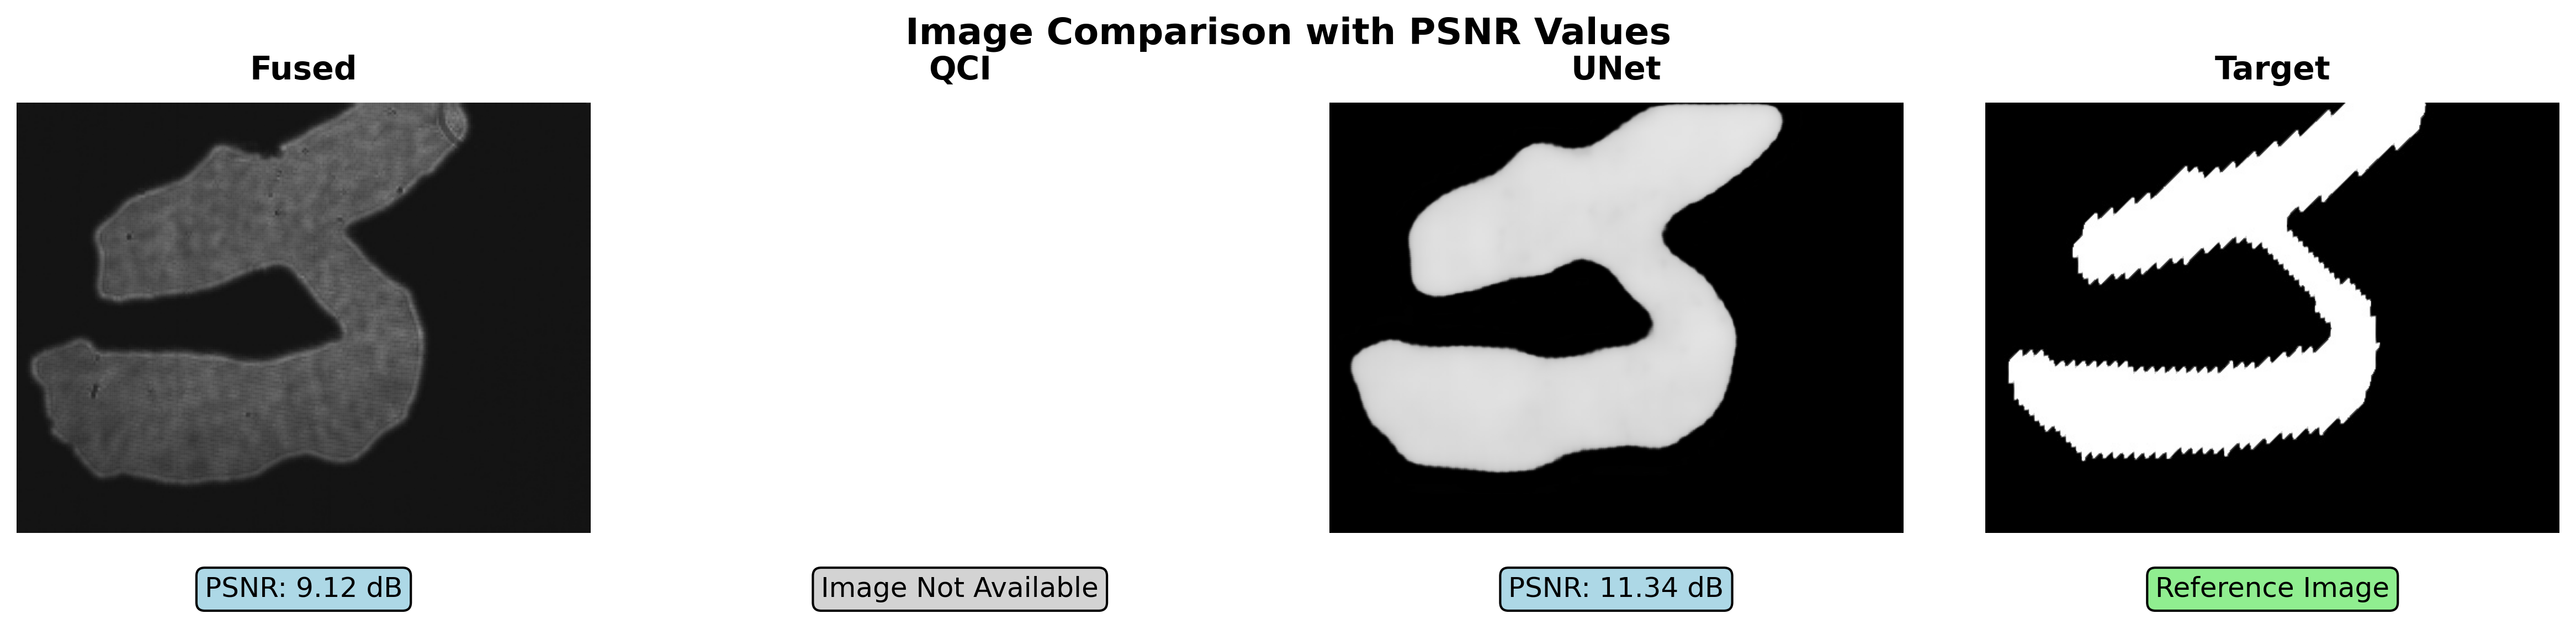 Image Comparison with PSNR Values
Fused
QCI
UNet
Target
PSNR: 9.12 dB
Image Not Available
PSNR: 11.34 dB
Reference Image